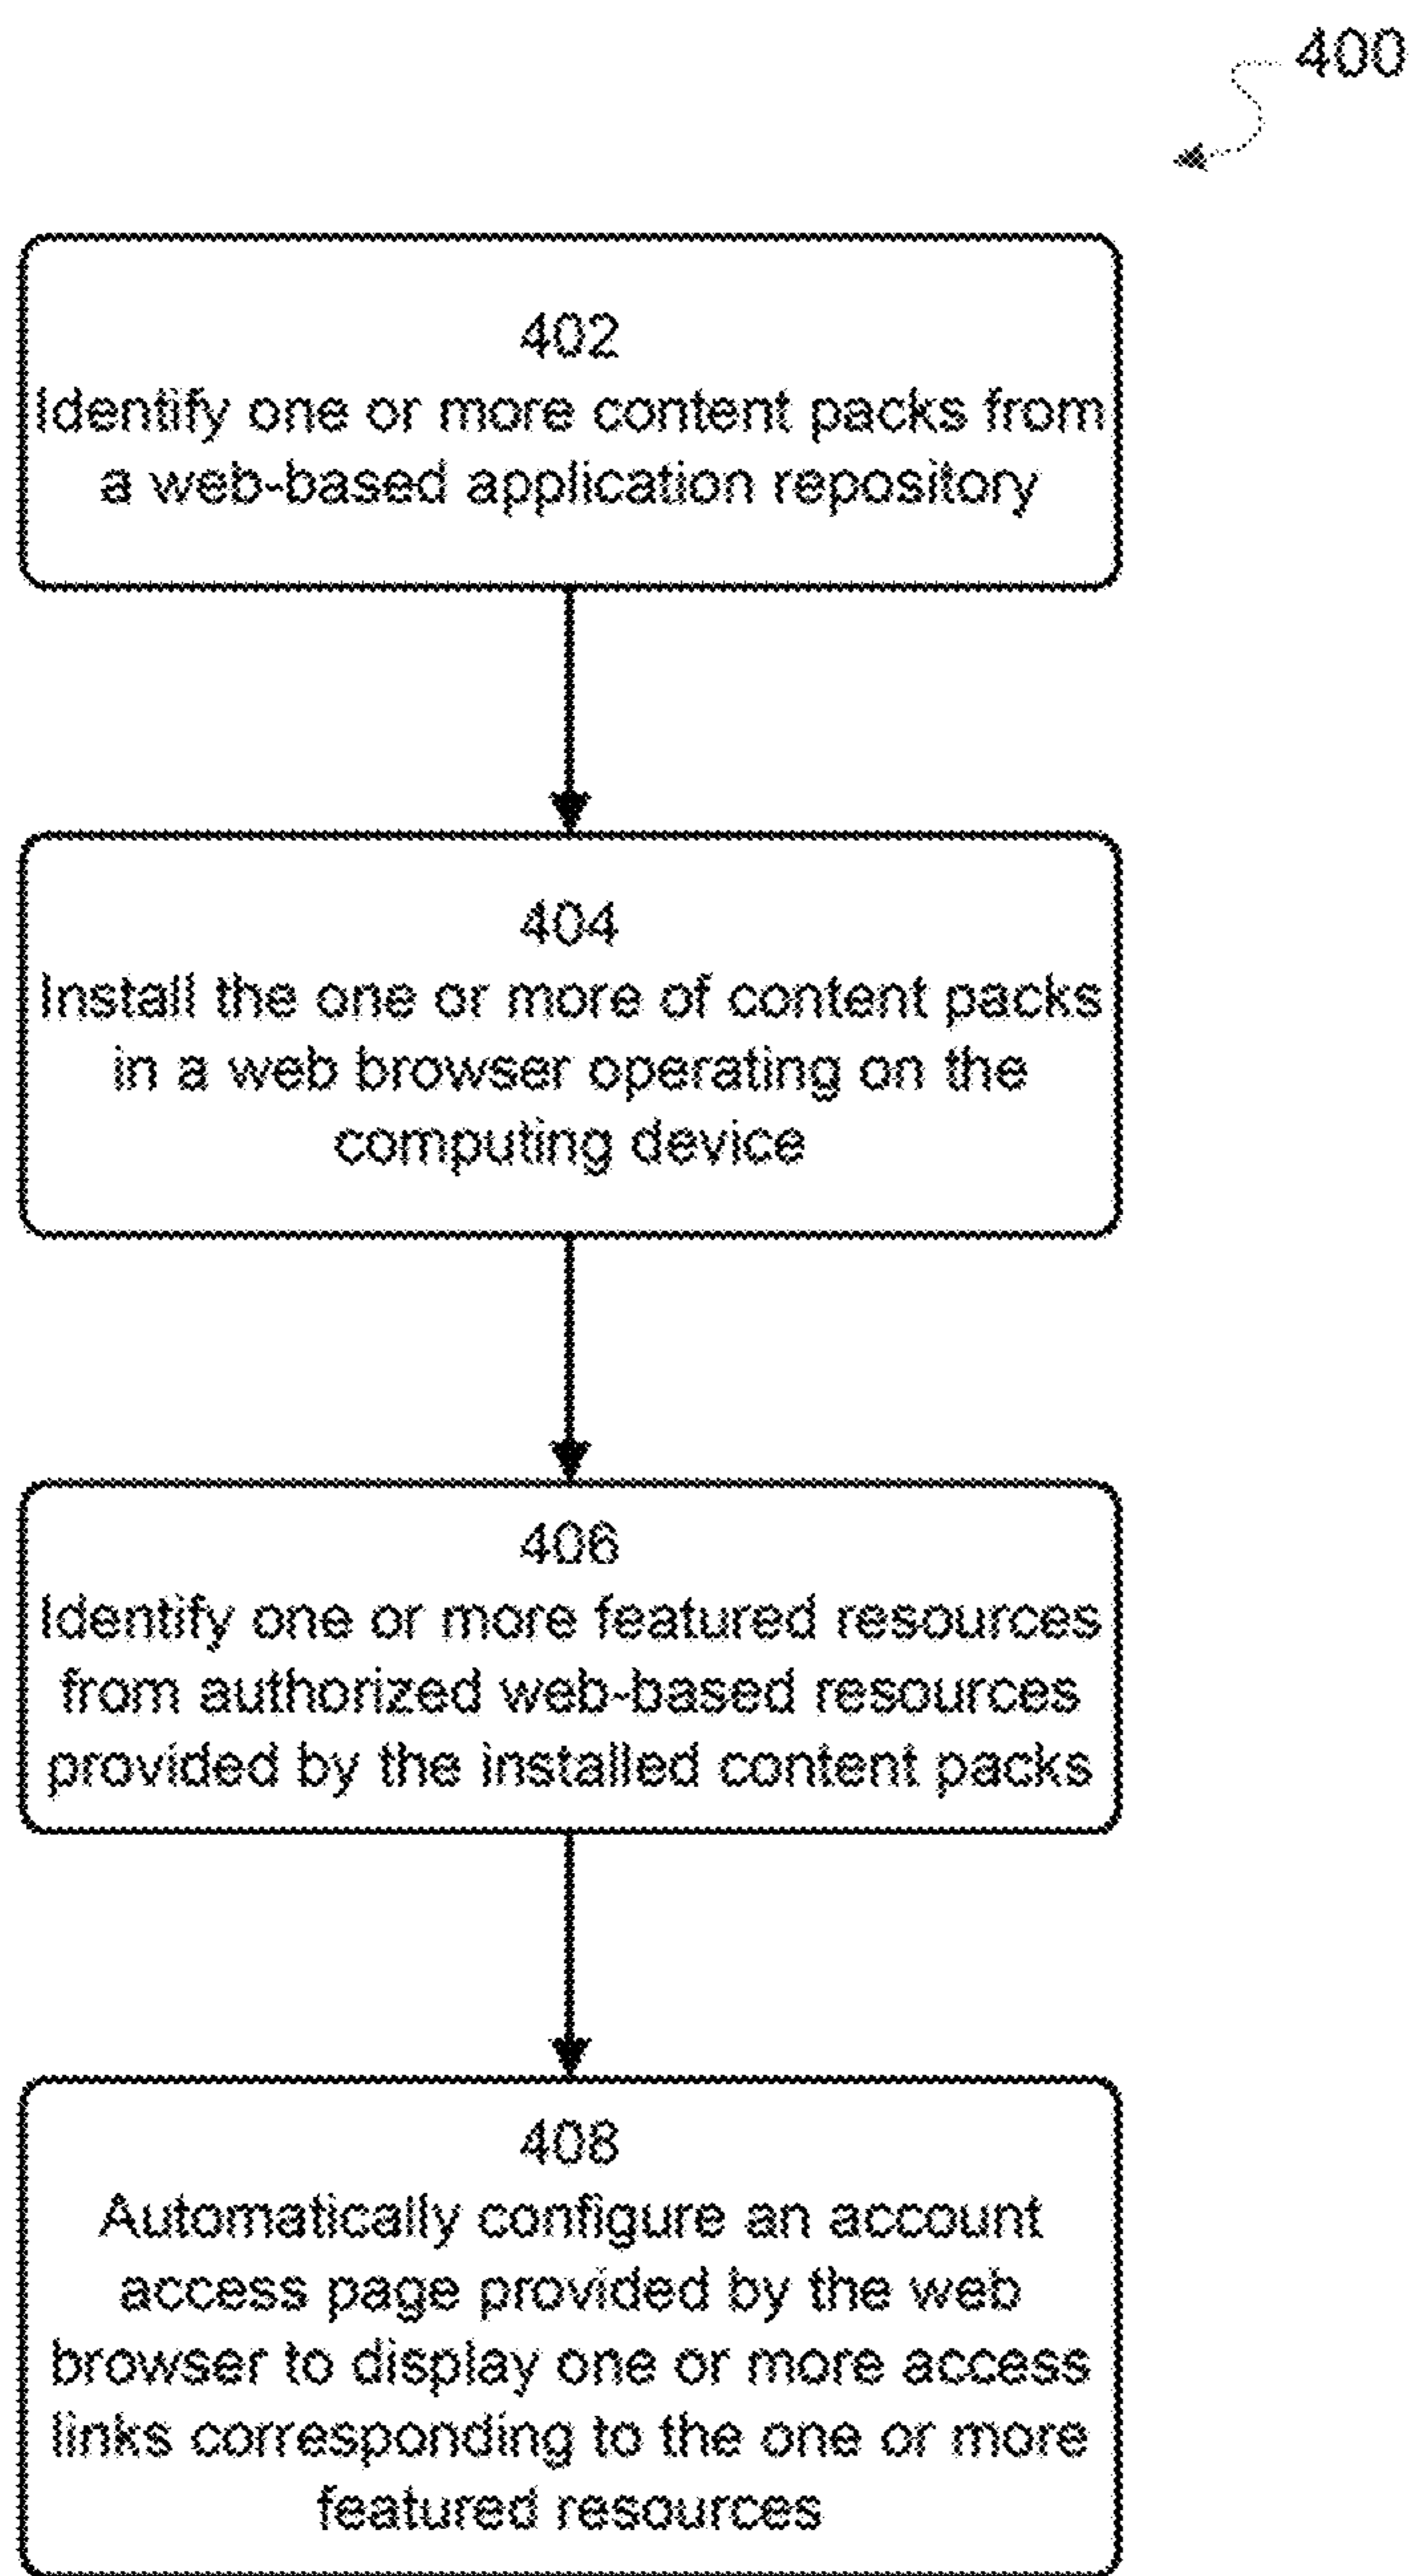 400
402
Identify one or more content packs from
a web-based application repository
404
Install the one or more of content packs
in a web browser operating on the
computing device
406
Identify one or more featured resources
from authorized web-based resources
provided by the installed content packs
408
Automatically configure an account
access page provided by the web
browser to display one or more access
links corresponding to the one or more
featured resources